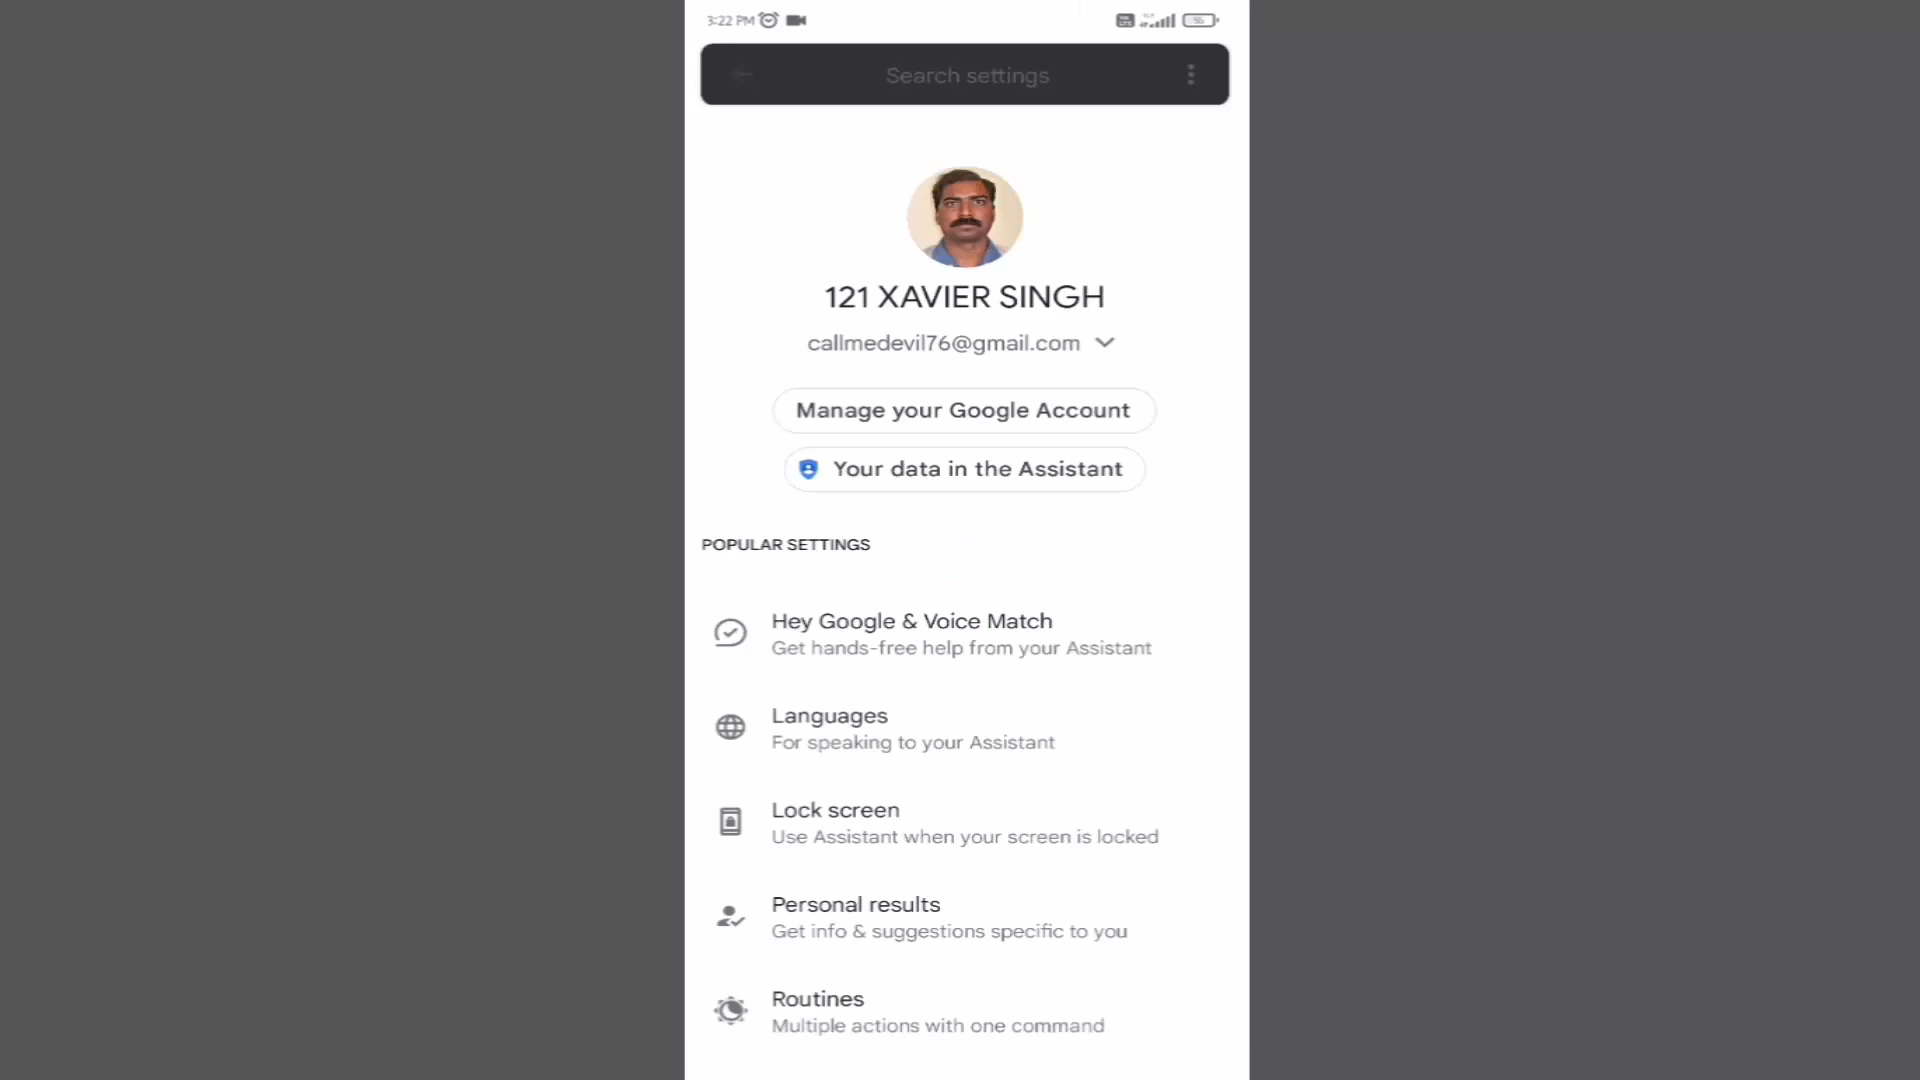 3:22 PM
Search settings
121 XAVIER SINGH
callmedevil76@gmail.com
Manage your Google Account
Your data in the Assistant
POPULAR SETTINGS
Hey Google & Voice Match
Get hands-free help from your Assistant
Languages
For speaking to your Assistant
Lock screen
Use Assistant when your screen is locked
Personal results
Get info & suggestions specific to you
Routines
Multiple actions with one command